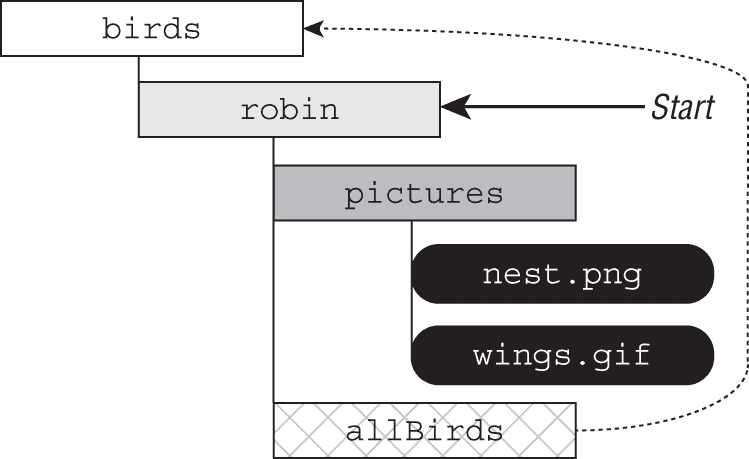 birds
robin
Start
pictures
nest.png
wings.gif
allBirds